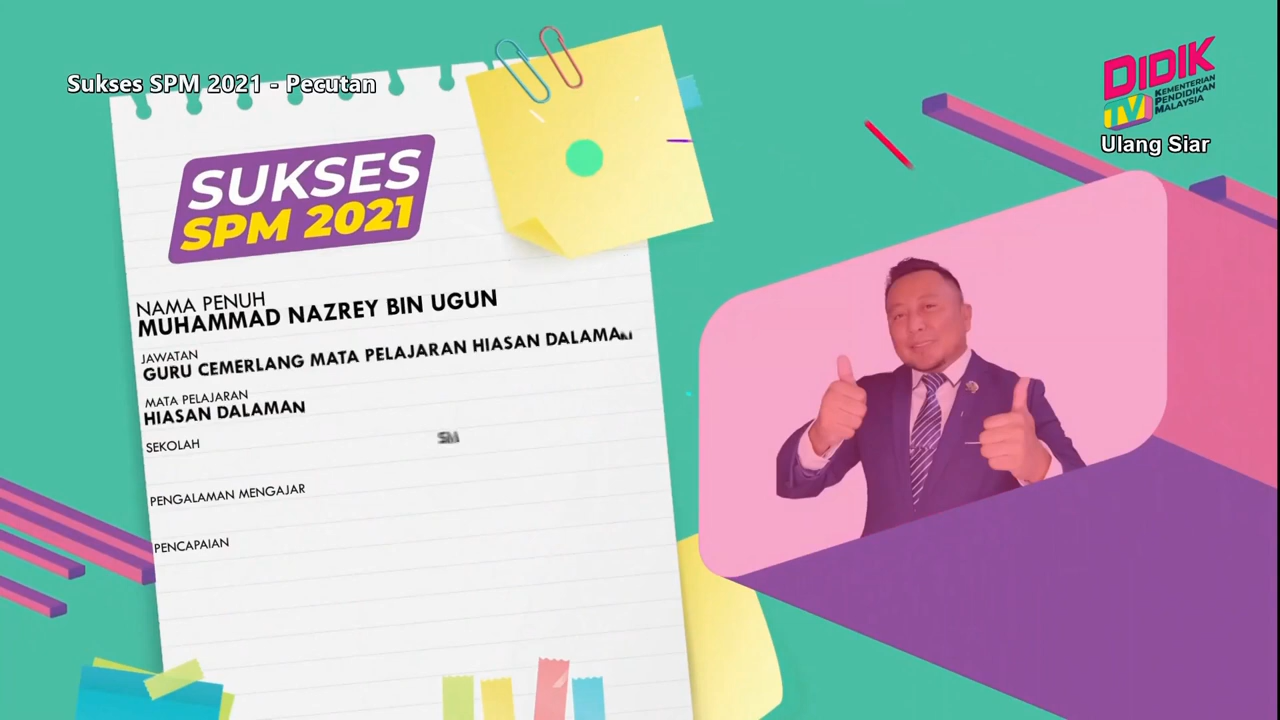 Sukses SPM 2021 - Pecutan
DIDIK
TV
KEMENTERIAN
PENDIDIKAN
MALAYSIA
Ulang Siar
SUKSES
SPM 2021
NAMA PENUH
MUHAMMAD NAZREY BIN UGUN
JAWATAN
GURU CEMERLANG MATA PELAJARAN HIASAN DALAMAN
MATA PELAJARAN
HIASAN DALAMAN
SEKOLAH
PENGALAMAN MENGAJAR
PENCAPAIAN